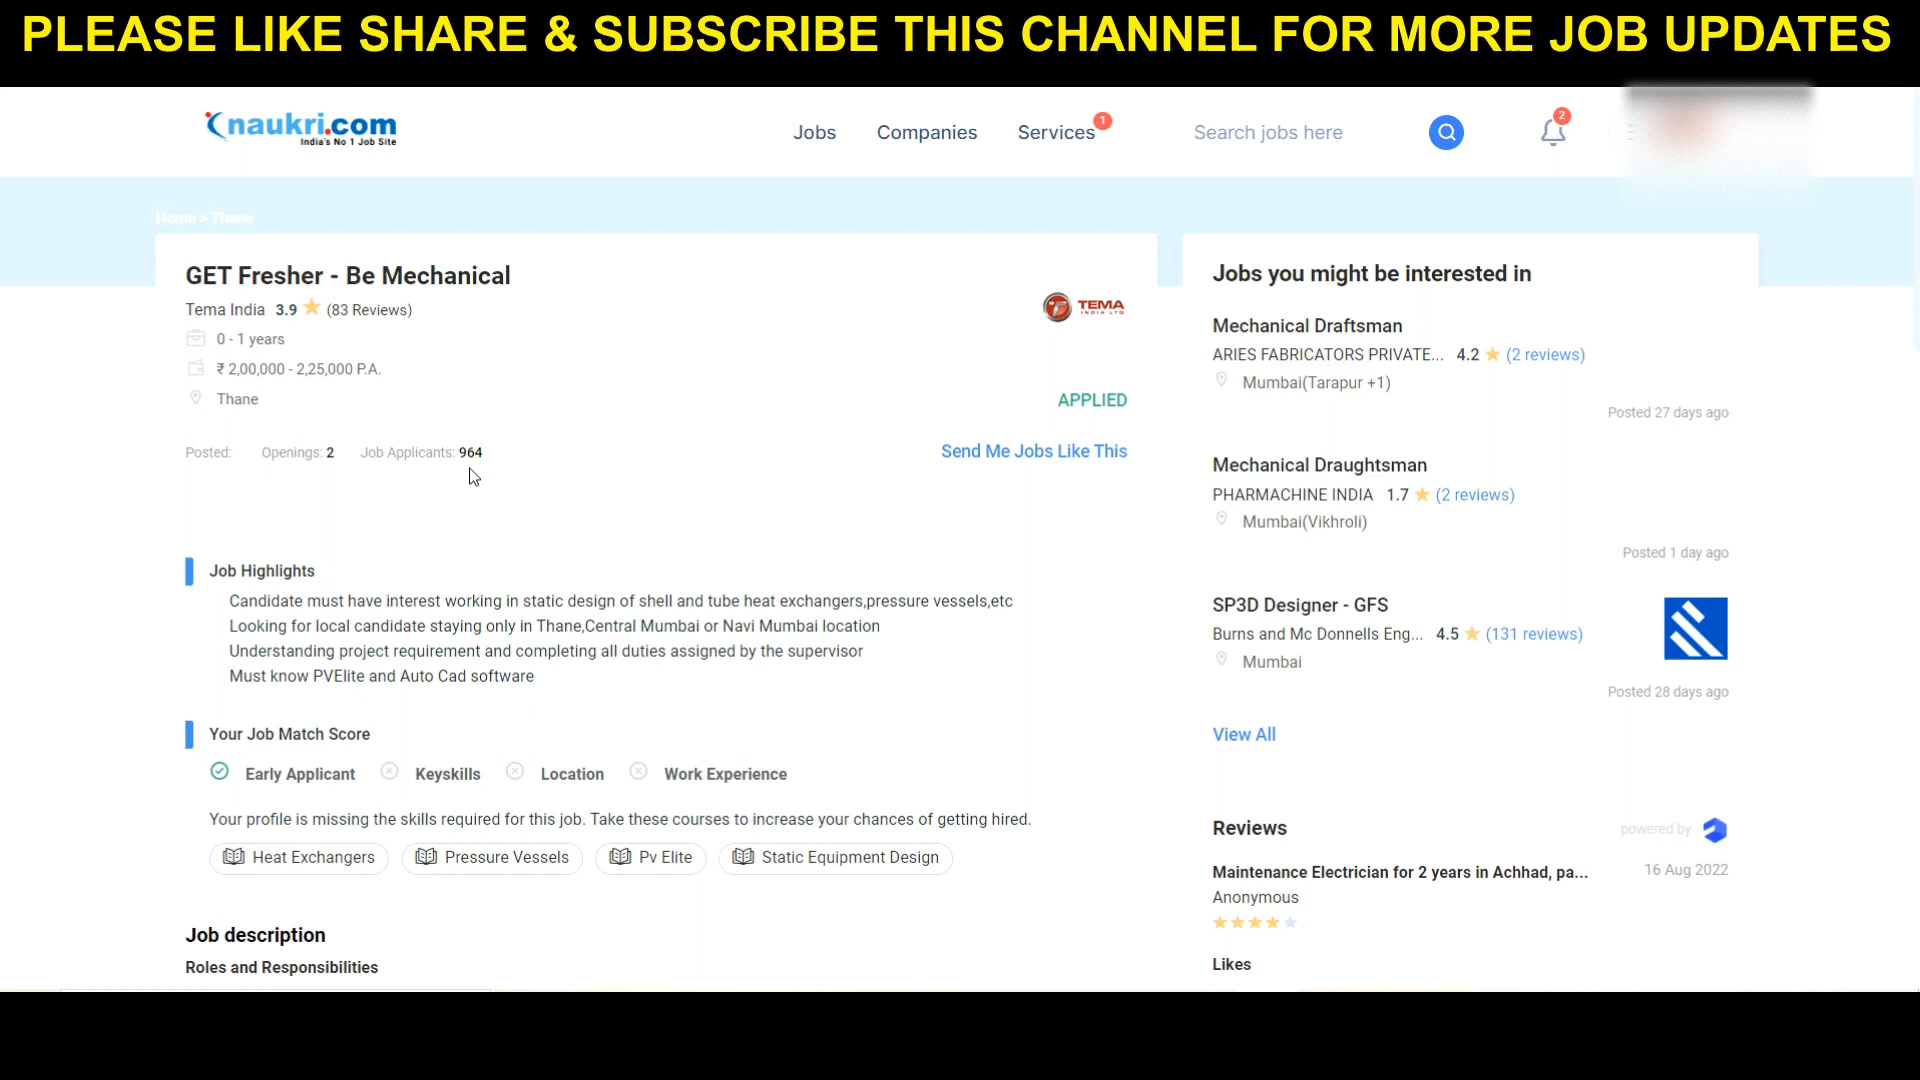 PLEASE LIKE SHARE & SUBSCRIBE THIS CHANNEL FOR MORE JOB UPDATES
naukri.com
India's No 1 Job Site
Jobs
Companies
Services
1
Search jobs here
2
Home > Thane
GET Fresher - Be Mechanical
Tema India 3.9 (83 Reviews)
TEMA
INDIA LTD
0 - 1 years
₹ 2,00,000 - 2,25,000 P.A.
Thane
APPLIED
Posted: Openings: 2 Job Applicants: 964
Send Me Jobs Like This
Job Highlights
Candidate must have interest working in static design of shell and tube heat exchangers,pressure vessels,etc
Looking for local candidate staying only in Thane,Central Mumbai or Navi Mumbai location
Understanding project requirement and completing all duties assigned by the supervisor
Must know PVElite and Auto Cad software
Your Job Match Score
Early Applicant
Keyskills
Location
Work Experience
Your profile is missing the skills required for this job. Take these courses to increase your chances of getting hired.
Heat Exchangers
Pressure Vessels
Pv Elite
Static Equipment Design
Job description
Roles and Responsibilities
Jobs you might be interested in
Mechanical Draftsman
ARIES FABRICATORS PRIVATE... 4.2 (2 reviews)
Mumbai(Tarapur +1)
Posted 27 days ago
Mechanical Draughtsman
PHARMACHINE INDIA 1.7 (2 reviews)
Mumbai(Vikhroli)
Posted 1 day ago
SP3D Designer - GFS
Burns and Mc Donnells Eng... 4.5 (131 reviews)
Mumbai
Posted 28 days ago
View All
Reviews
powered by
Maintenance Electrician for 2 years in Achhad, pa...
16 Aug 2022
Anonymous
Likes